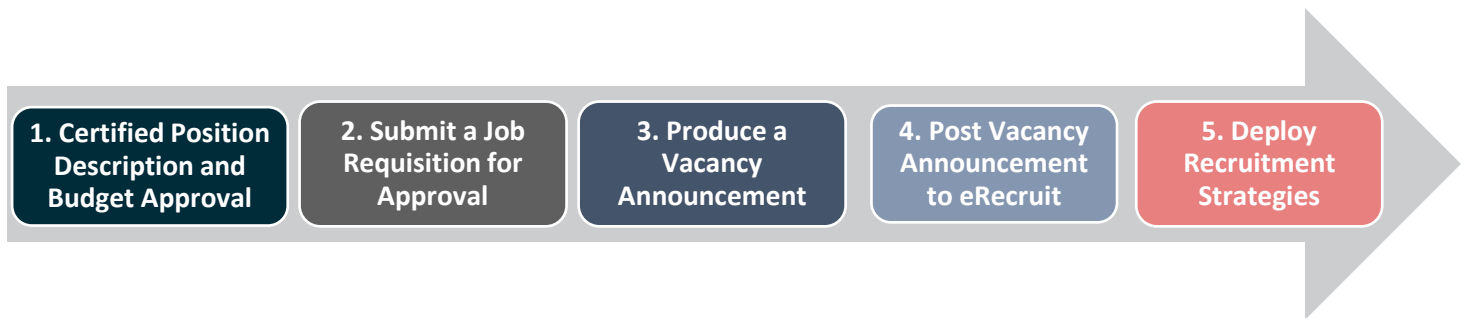 1. Certified Position
Description and
Budget Approval
2. Submit a Job
Requisition for
Approval
3. Produce a
Vacancy
Announcement
4. Post Vacancy
Announcement
to eRecruit
5. Deploy
Recruitment
Strategies